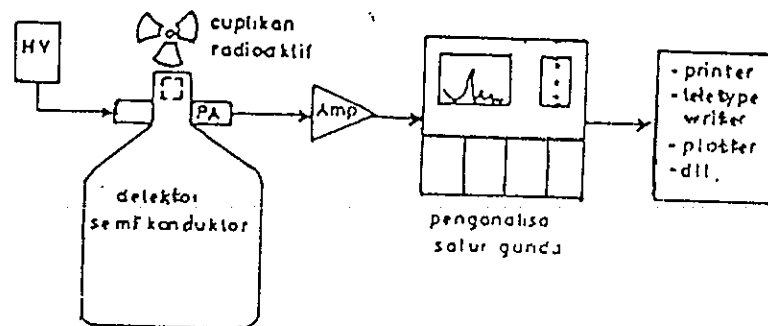 HV
cuplikan
radioaktif
PA
Amp
detektor
semikonduktor
penganalisa
salur ganda
- printer
- teletype
writer
- plotter
- dll.